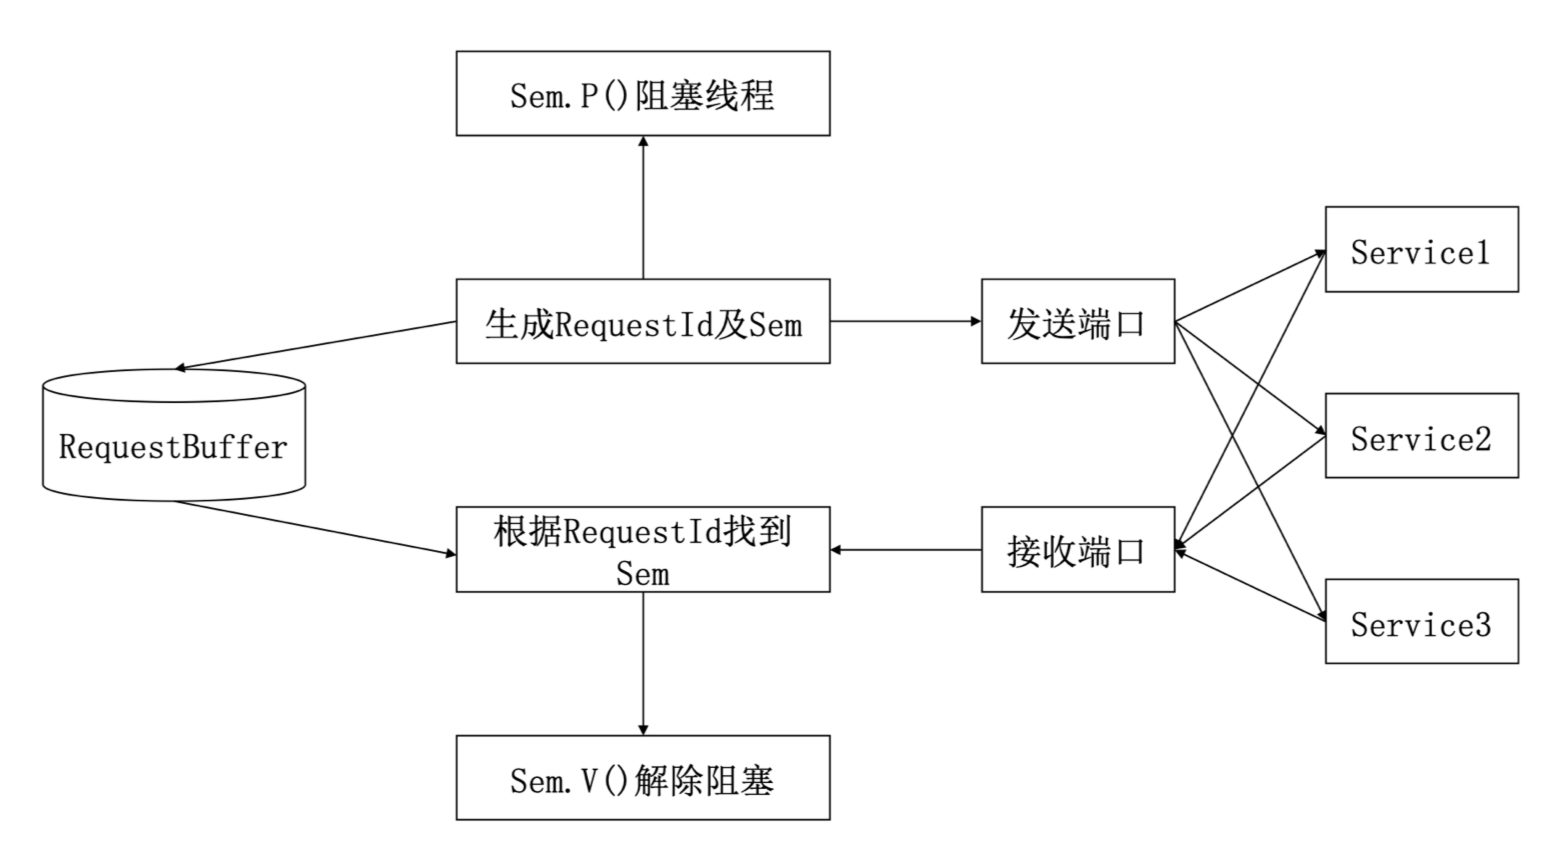 Sem.P()阻塞线程
Service1
生成RequestId及Sem
发送端口
RequestBuffer
Service2
根据RequestId找到
Sem
接收端口
Service3
Sem.V()解除阻塞